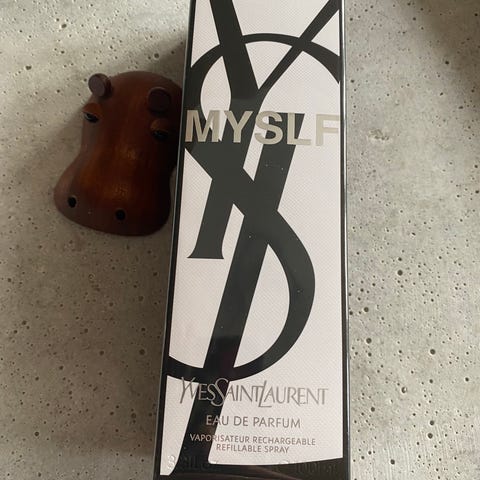 MYSLF
YVESSAINTLAURENT
EAU DE PARFUM
VAPORISATEUR RECHARGEABLE
REFILLABLE SPRAY